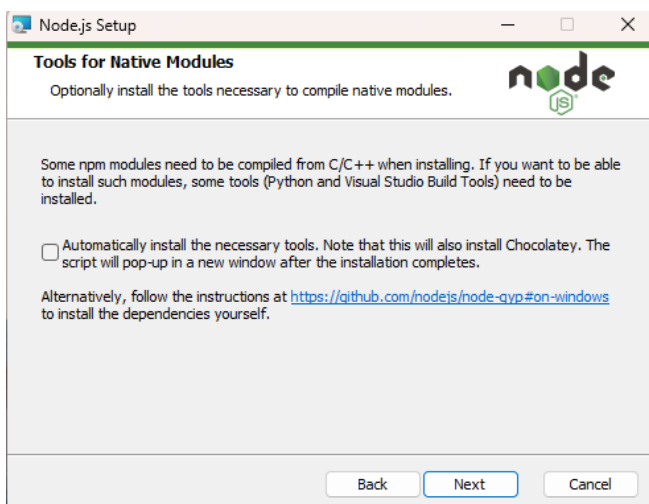 Node.js Setup
Tools for Native Modules
Optionally install the tools necessary to compile native modules.
node
JS
Some npm modules need to be compiled from C/C++ when installing. If you want to be able
to install such modules, some tools (Python and Visual Studio Build Tools) need to be
installed.
Automatically install the necessary tools. Note that this will also install Chocolatey. The
script will pop-up in a new window after the installation completes.
Alternatively, follow the instructions at https://github.com/nodejs/node-gyp#on-windows
to install the dependencies yourself.
Back Next Cancel